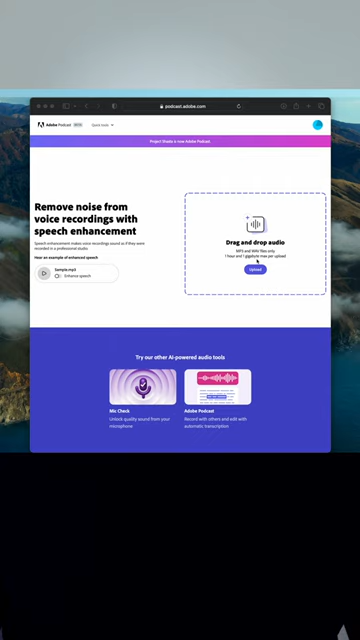 podcast.adobe.com
Adobe Podcast BETA Quick tools
Project Shasta is now Adobe Podcast.
Remove noise from
voice recordings with
speech enhancement
Speech enhancement makes voice recordings sound as if they were
recorded in a professional studio.
Hear an example of enhanced speech
Sample.mp3
Enhance speech
Drag and drop audio
MP3 and WAV files only
1 hour and 1 gigabyte max per upload
Upload
Try our other AI-powered audio tools
Mic Check
Unlock quality sound from your
microphone
Adobe Podcast
Record with others and edit with
automatic transcription